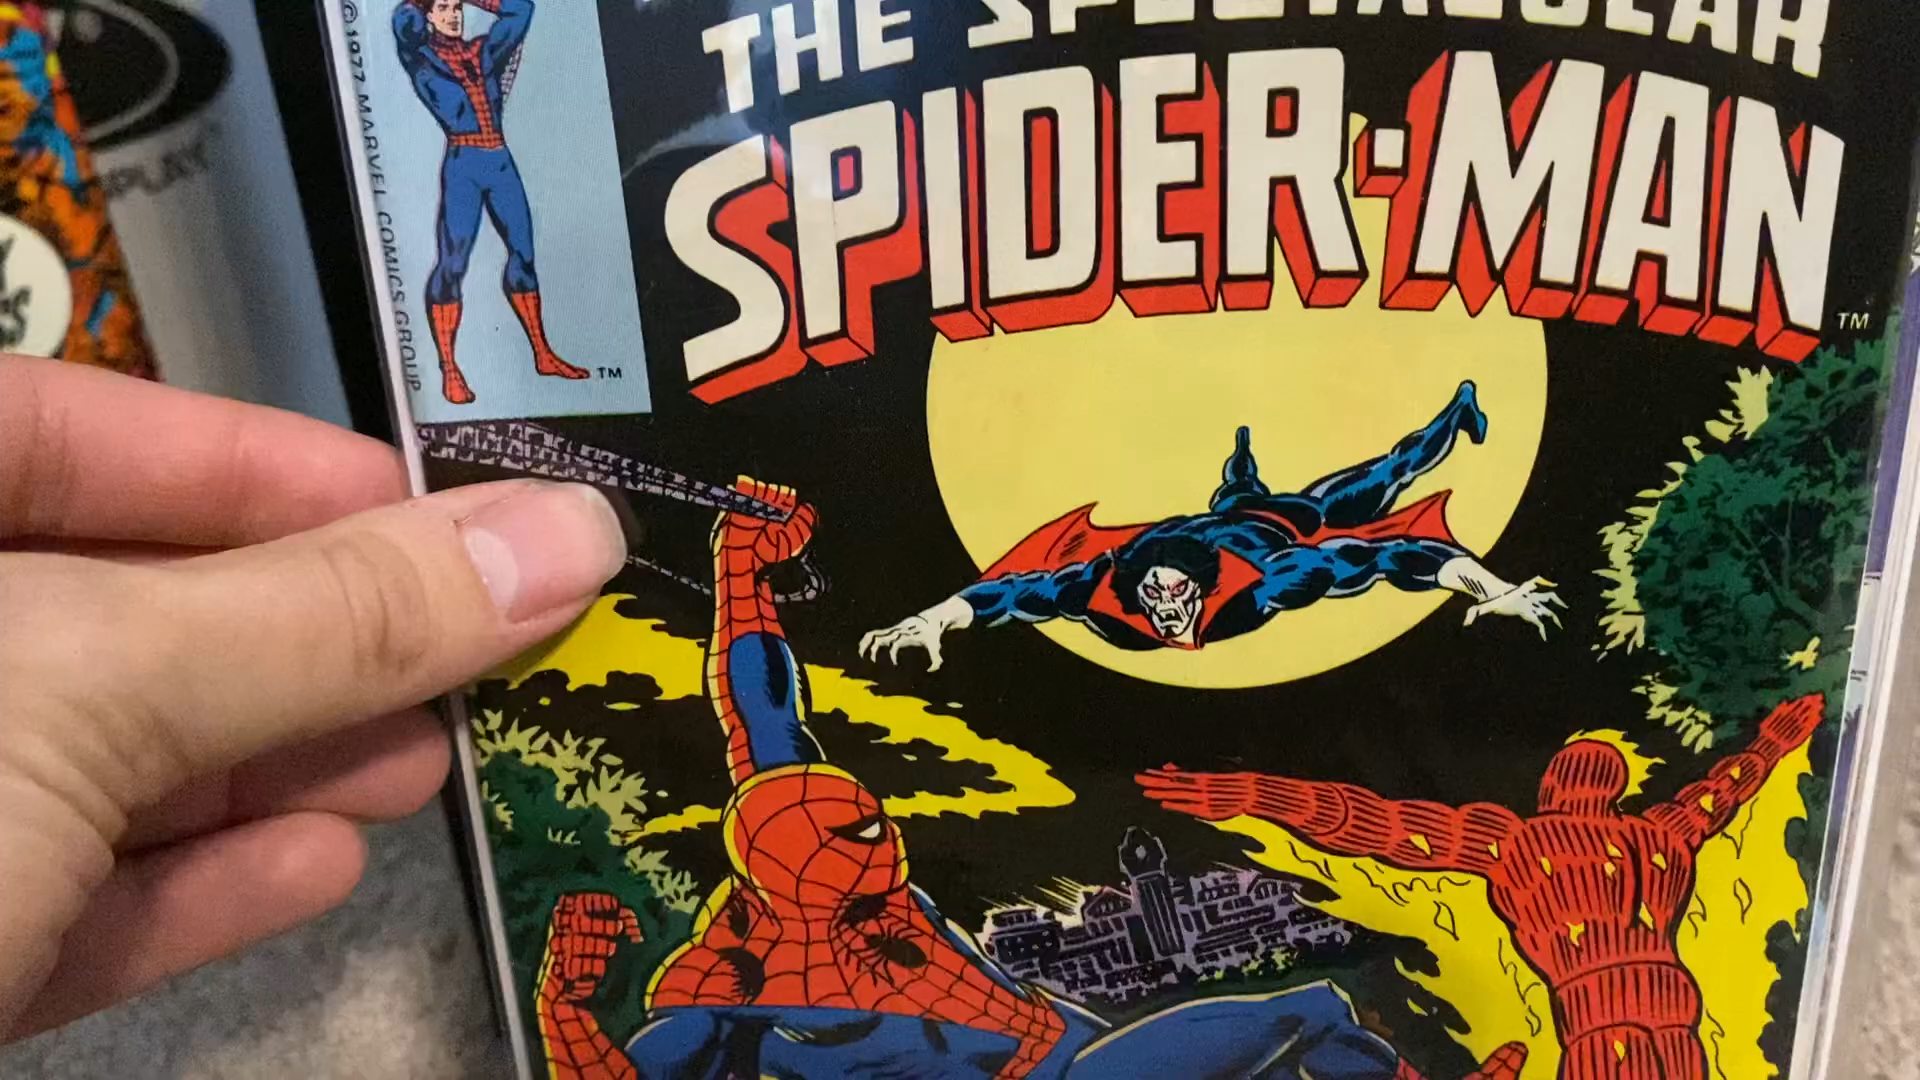 © 1977 MARVEL COMICS GROUP
TM
THE SPECTACULAR
SPIDER-MAN
TM